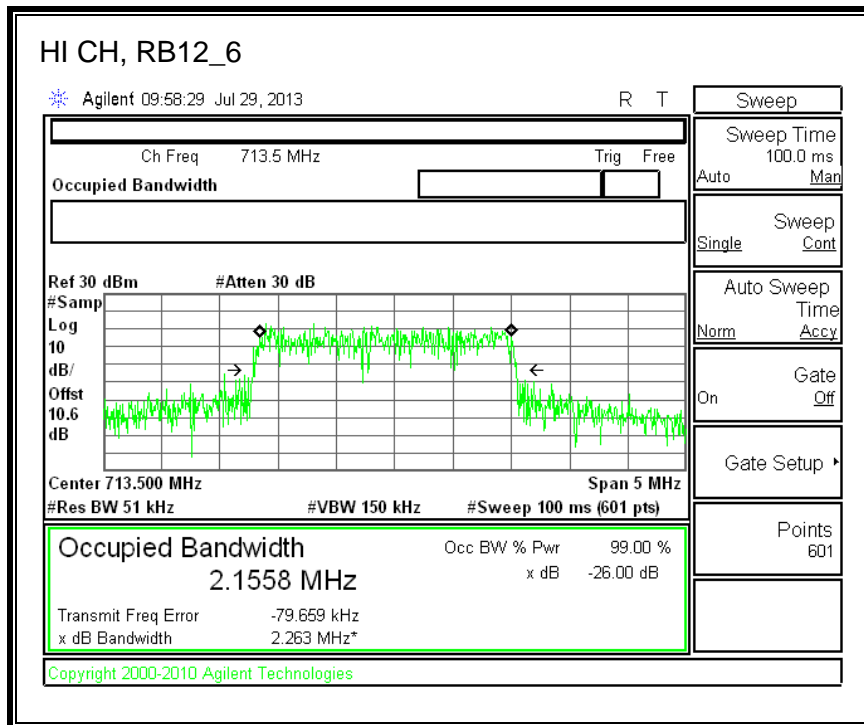 HI CH, RB12_6
Agilent 09:58:29 Jul 29, 2013 R T
Ch Freq 713.5 MHz Trig Free
Occupied Bandwidth
Ref 30 dBm #Atten 30 dB
#Samp
Log
10
dB/
Offst
10.6
dB
Center 713.500 MHz Span 5 MHz
#Res BW 51 kHz #VBW 150 kHz #Sweep 100 ms (601 pts)
Occupied Bandwidth Occ BW % Pwr 99.00 %
2.1558 MHz x dB -26.00 dB
Transmit Freq Error -79.659 kHz
x dB Bandwidth 2.263 MHz*
Copyright 2000-2010 Agilent Technologies
Sweep
Sweep Time
100.0 ms
Auto Man
Sweep
Single Cont
Auto Sweep
Time
Norm Accy
Gate
On Off
Gate Setup
Points
601